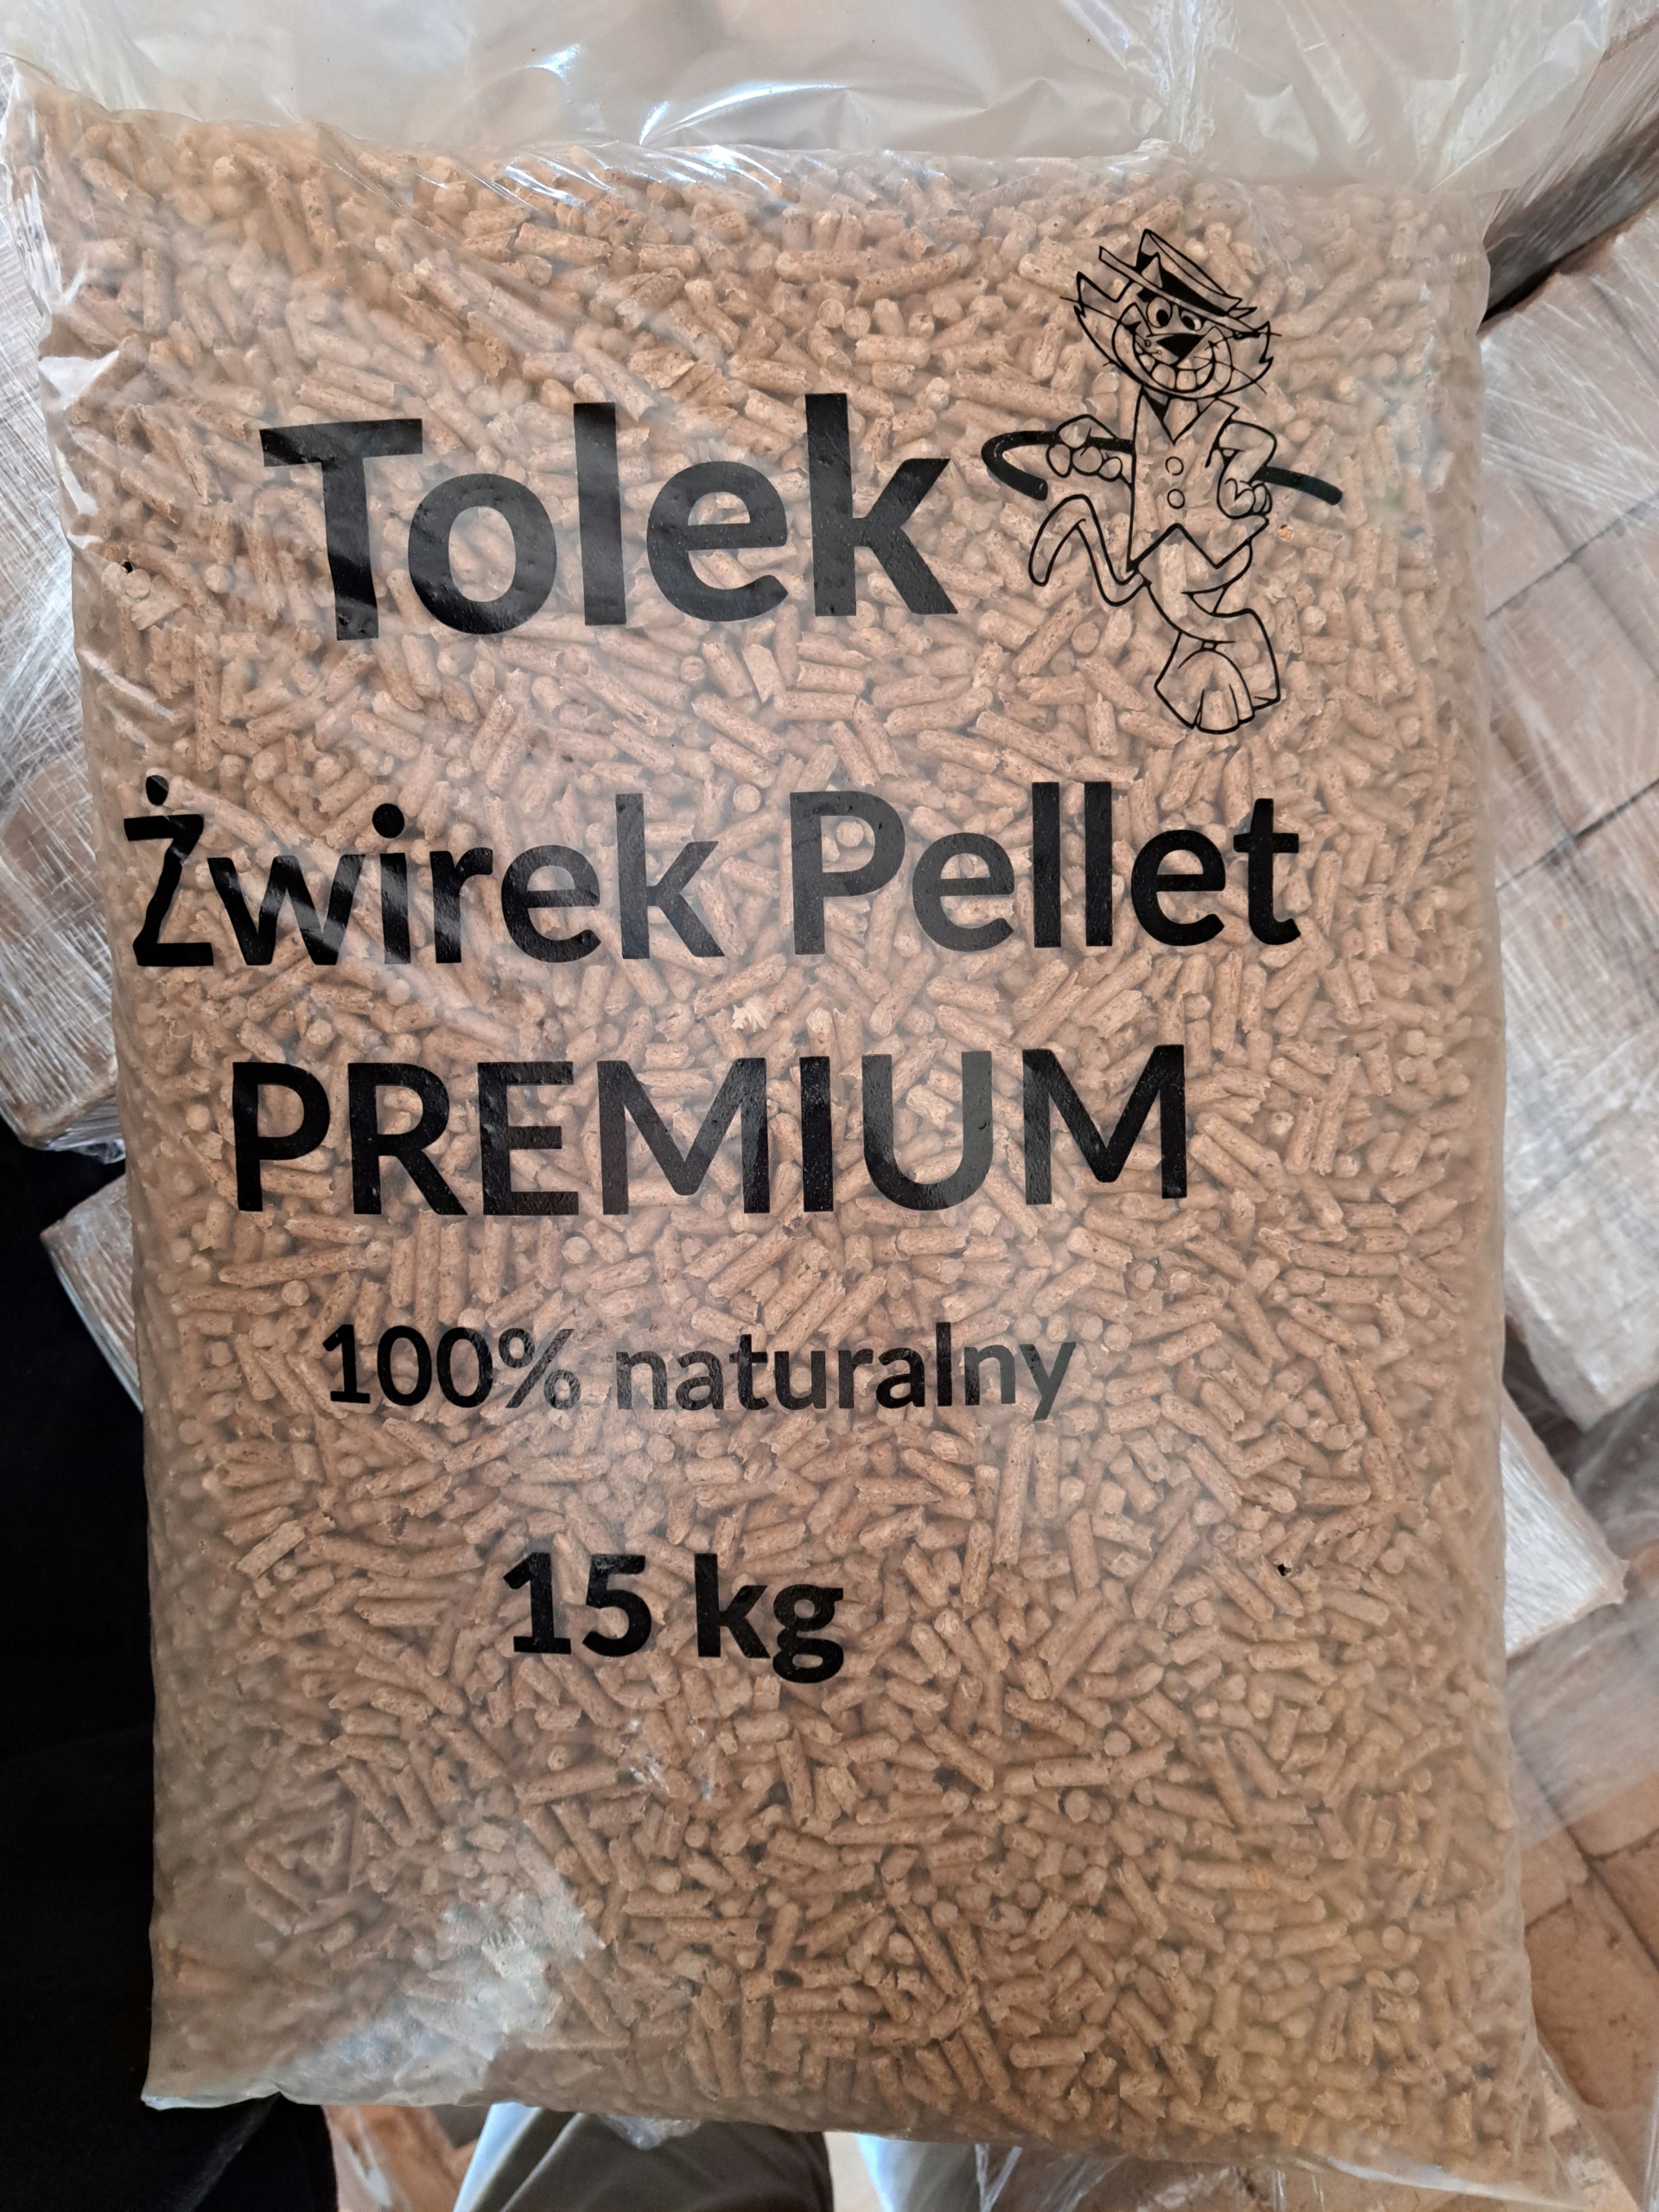 Tolek
Żwirek Pellet
PREMIUM
100% naturalny
15 kg